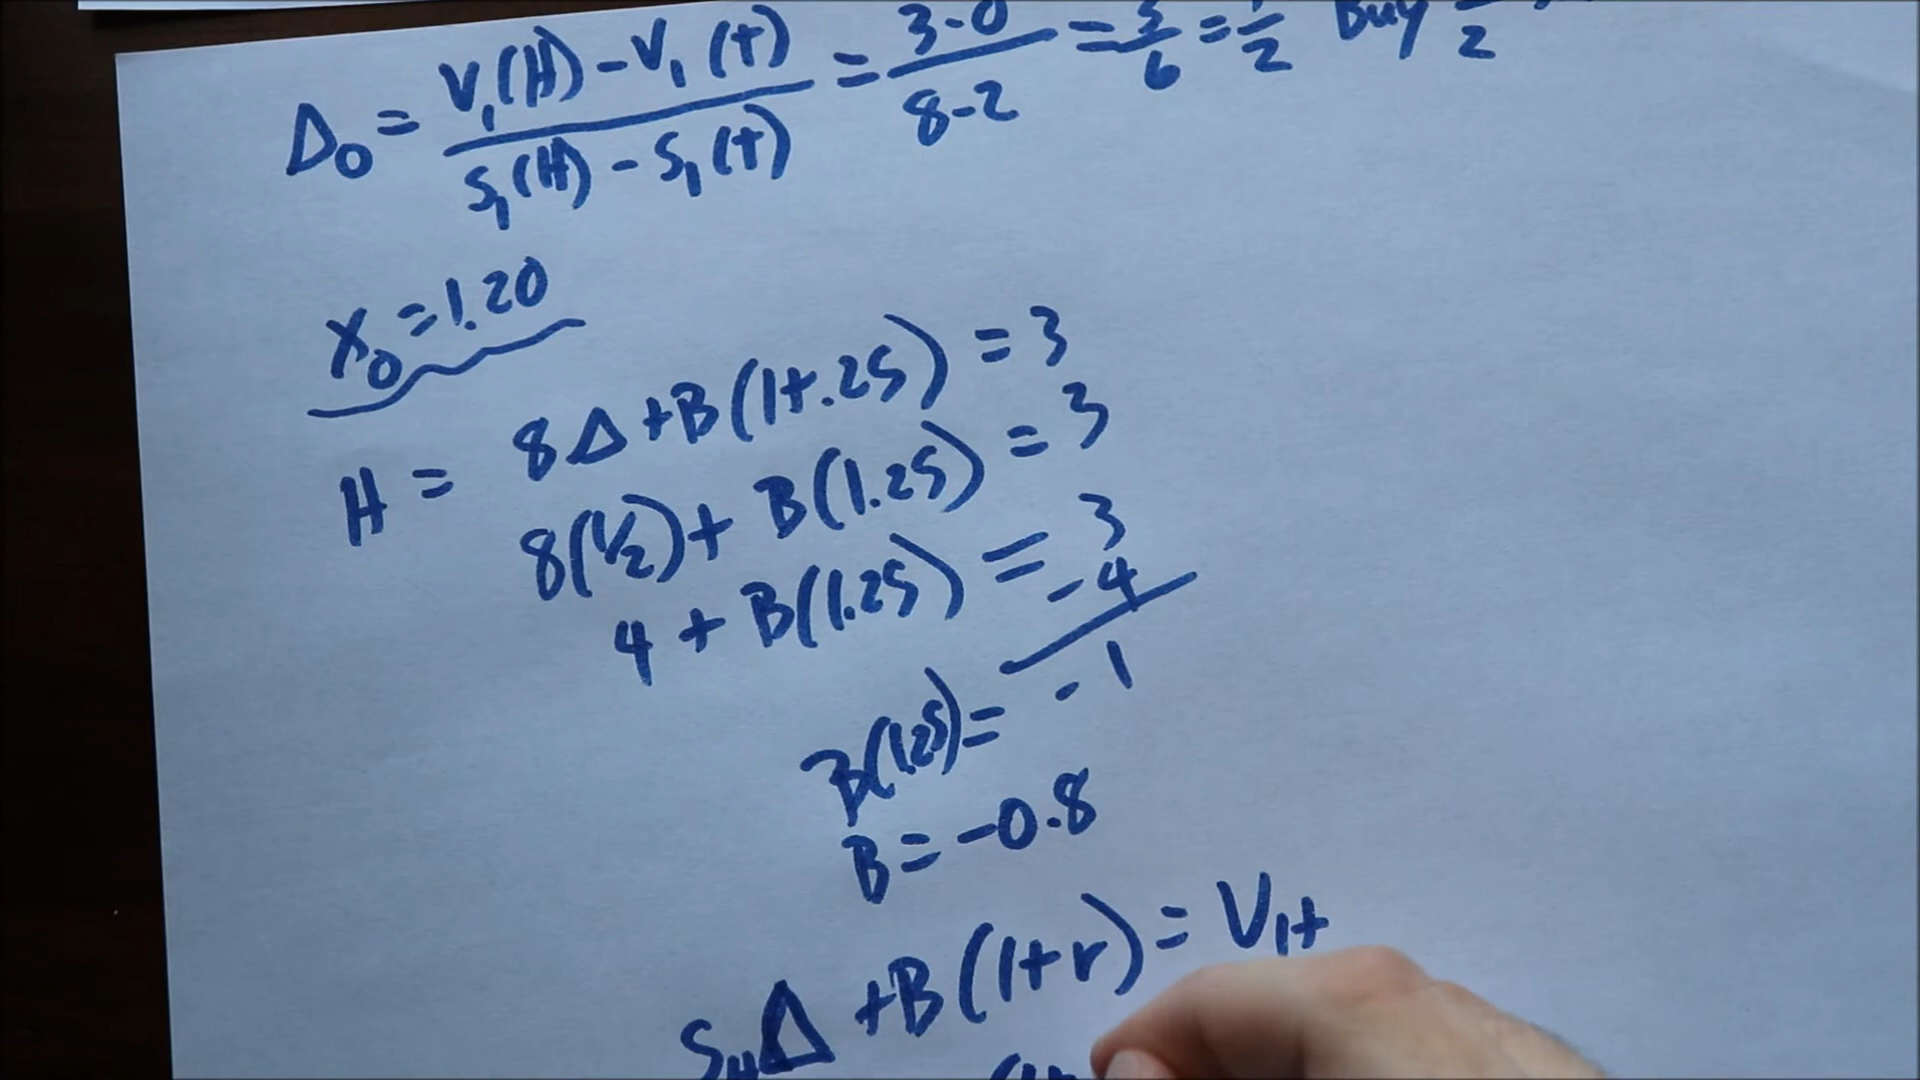 Δ₀ = V₁(H) - V₁(T) / S₁(H) - S₁(T) = 3-0 / 8-2 = 3/6 = 1/2 Buy 1/2
X₀ = 1.20
H = 8Δ + B(1+.25) = 3
8(1/2) + B(1.25) = 3
4 + B(1.25) = 3
-4
B(1.25) = -1
B = -0.8
S_HΔ + B(1+r) = V₁₊